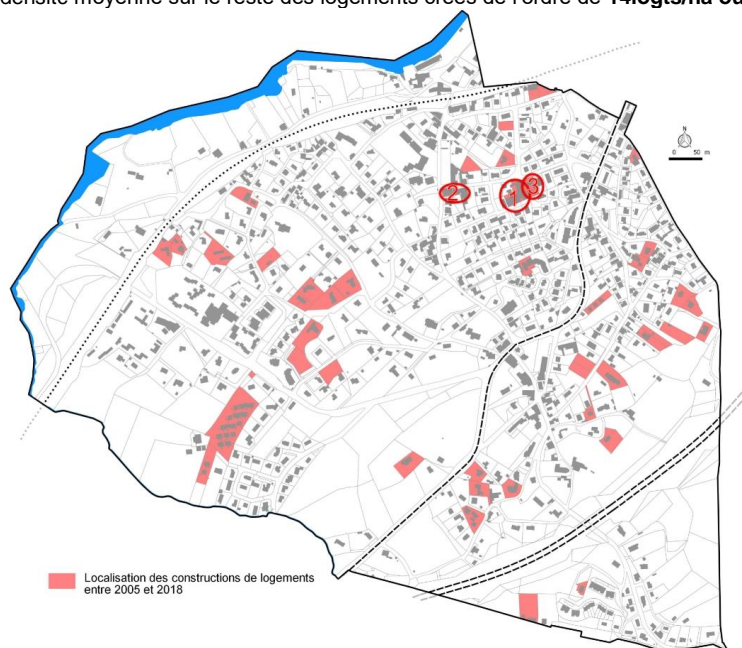 densité moyenne sur le reste des logements créés de l'ordre de 14logts/ha
N
0 50 m
2
1
3
Localisation des constructions de logements
entre 2005 et 2018